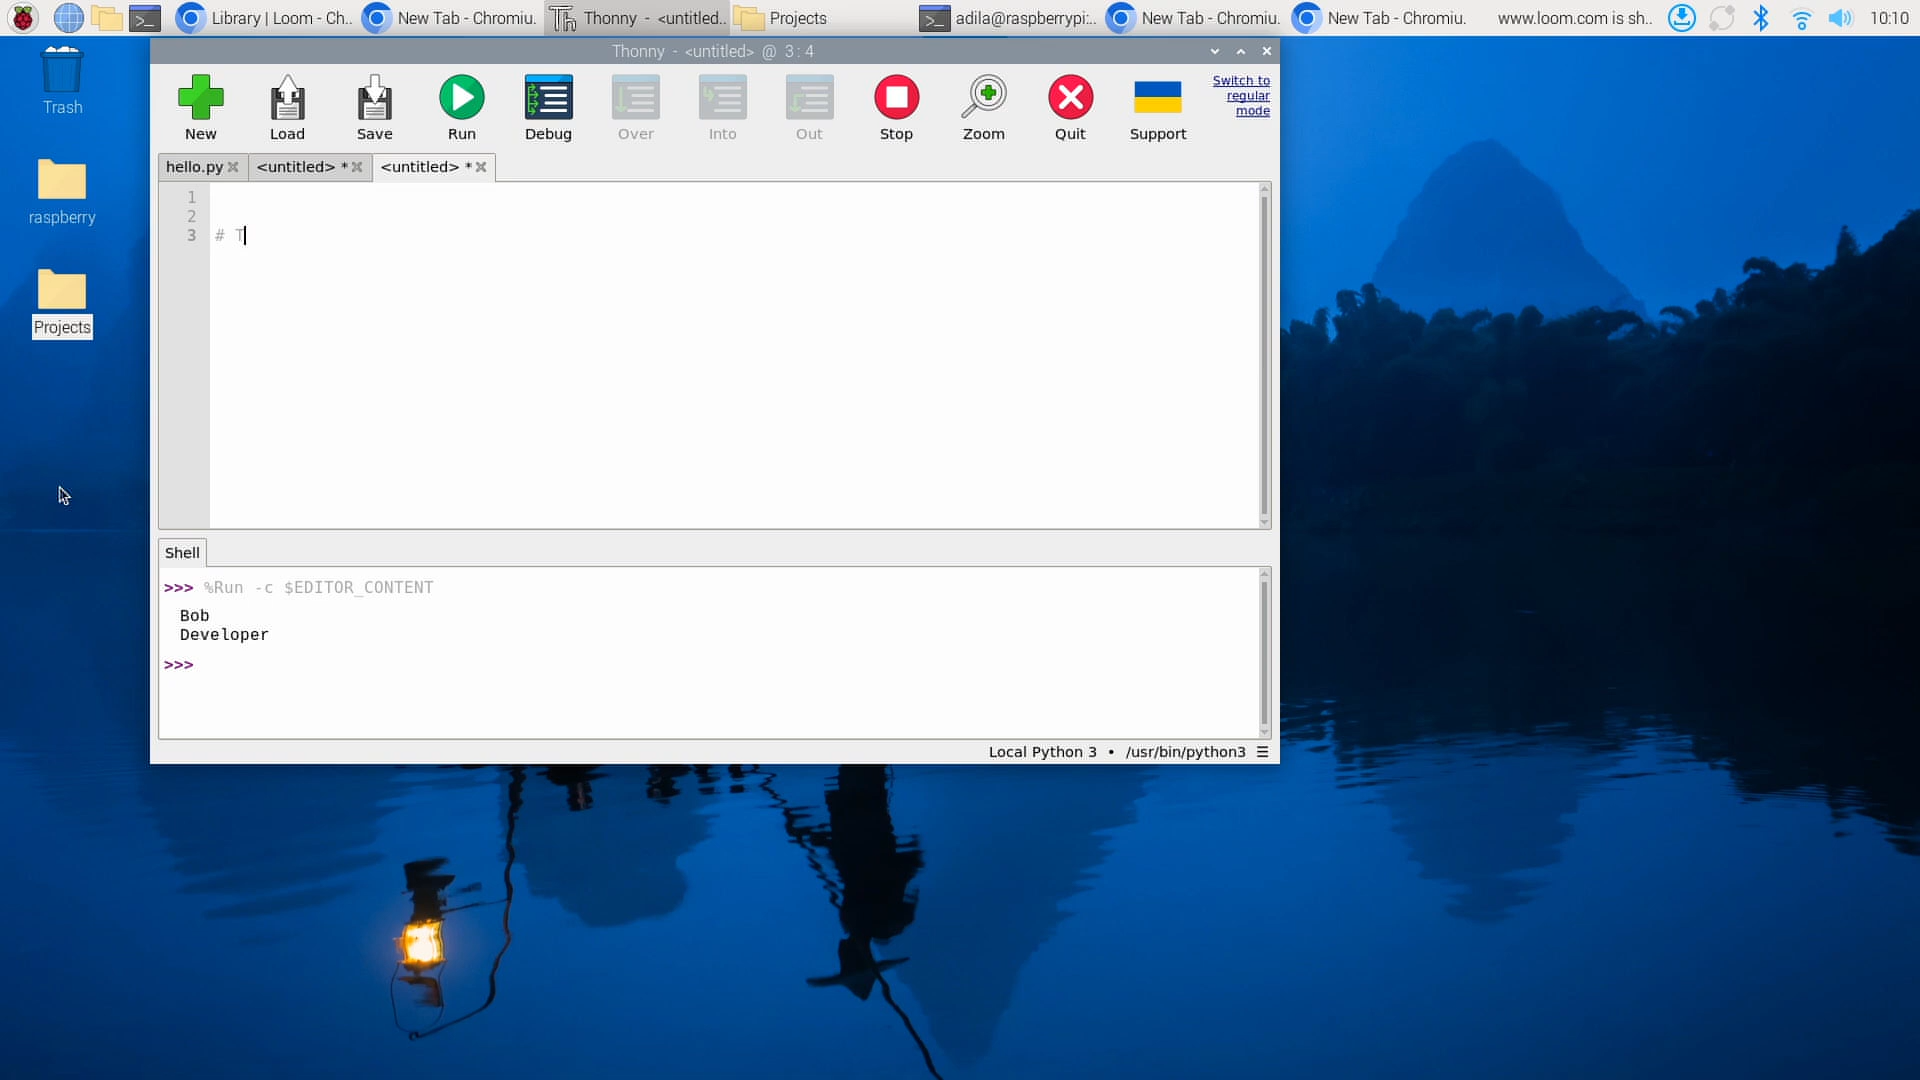 Library | Loom - Ch..
New Tab - Chromiu.
Thonny - <untitled..
Projects
adila@raspberrypi:..
New Tab - Chromiu.
New Tab - Chromiu.
www.loom.com is sh..
10:10
Trash
raspberry
Projects
Thonny - <untitled> @ 3:4
New
Load
Save
Run
Debug
Over
Into
Out
Stop
Zoom
Quit
Support
Switch to
regular
mode
hello.py
<untitled> *
<untitled> *
1
2
3 # T
Shell
>>> %Run -c $EDITOR_CONTENT
Bob
Developer
>>>
Local Python 3 • /usr/bin/python3 ☰